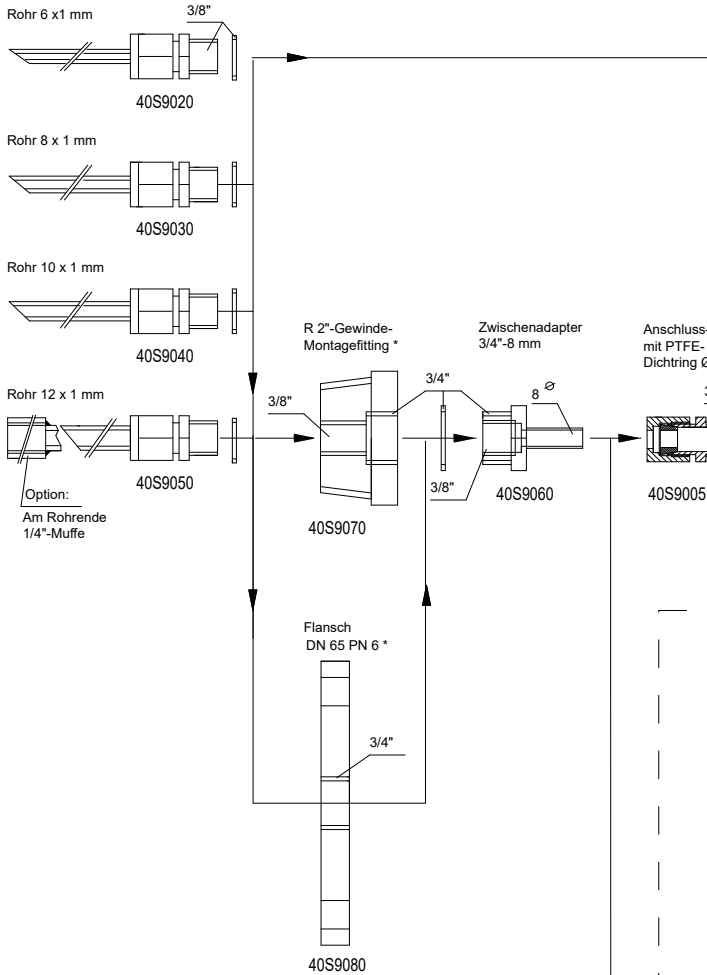 Rohr 6 x1 mm
3/8"
40S9020
Rohr 8 x 1 mm
40S9030
Rohr 10 x 1 mm
40S9040
R 2"-Gewinde-
Montagefitting *
Zwischenadapter
3/4"-8 mm
Anschluss-
mit PTFE-
Dichtring Ø
Rohr 12 x 1 mm
3/8"
3/4"
8 Ø
3
40S9050
3/8"
40S9060
40S9005
Option:
Am Rohrende
1/4"-Muffe
40S9070
Flansch
DN 65 PN 6 *
3/4"
40S9080